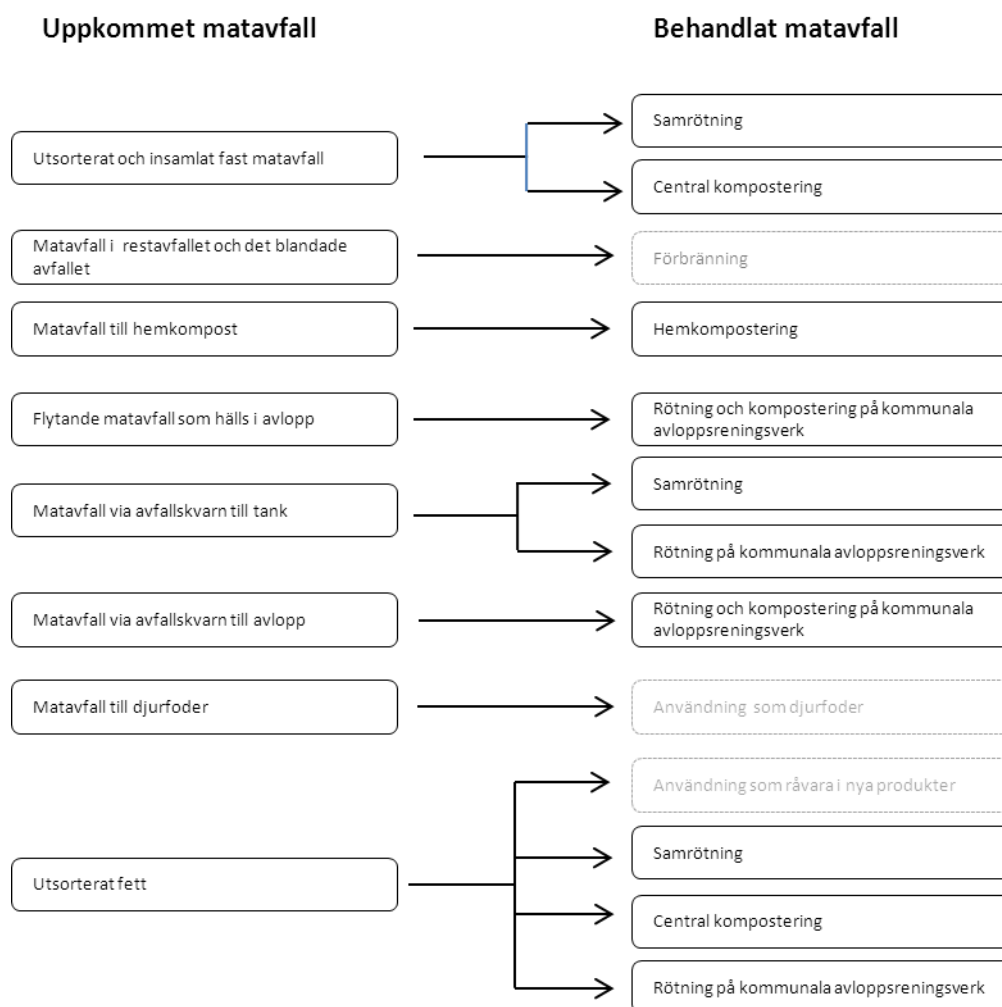 Uppkommet matavfall
Behandlat matavfall
Utsorterat och insamlat fast matavfall
Samrötning
Central kompostering
Matavfall i restavfallet och det blandade
avfallet
Förbränning
Matavfall till hemkompost
Hemkompostering
Flytande matavfall som hälls i avlopp
Rötning och kompostering på kommunala
avloppsreningsverk
Matavfall via avfallskvarn till tank
Samrötning
Rötning på kommunala avloppsreningsverk
Matavfall via avfallskvarn till avlopp
Rötning och kompostering på kommunala
avloppsreningsverk
Matavfall till djurfoder
Användning som djurfoder
Utsorterat fett
Användning som råvara i nya produkter
Samrötning
Central kompostering
Rötning på kommunala avloppsreningsverk